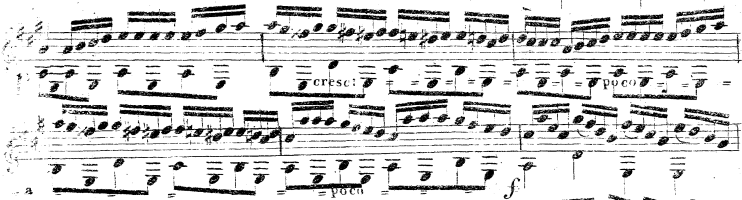 cresc: = = = = = poco = =
a = = poco = = f